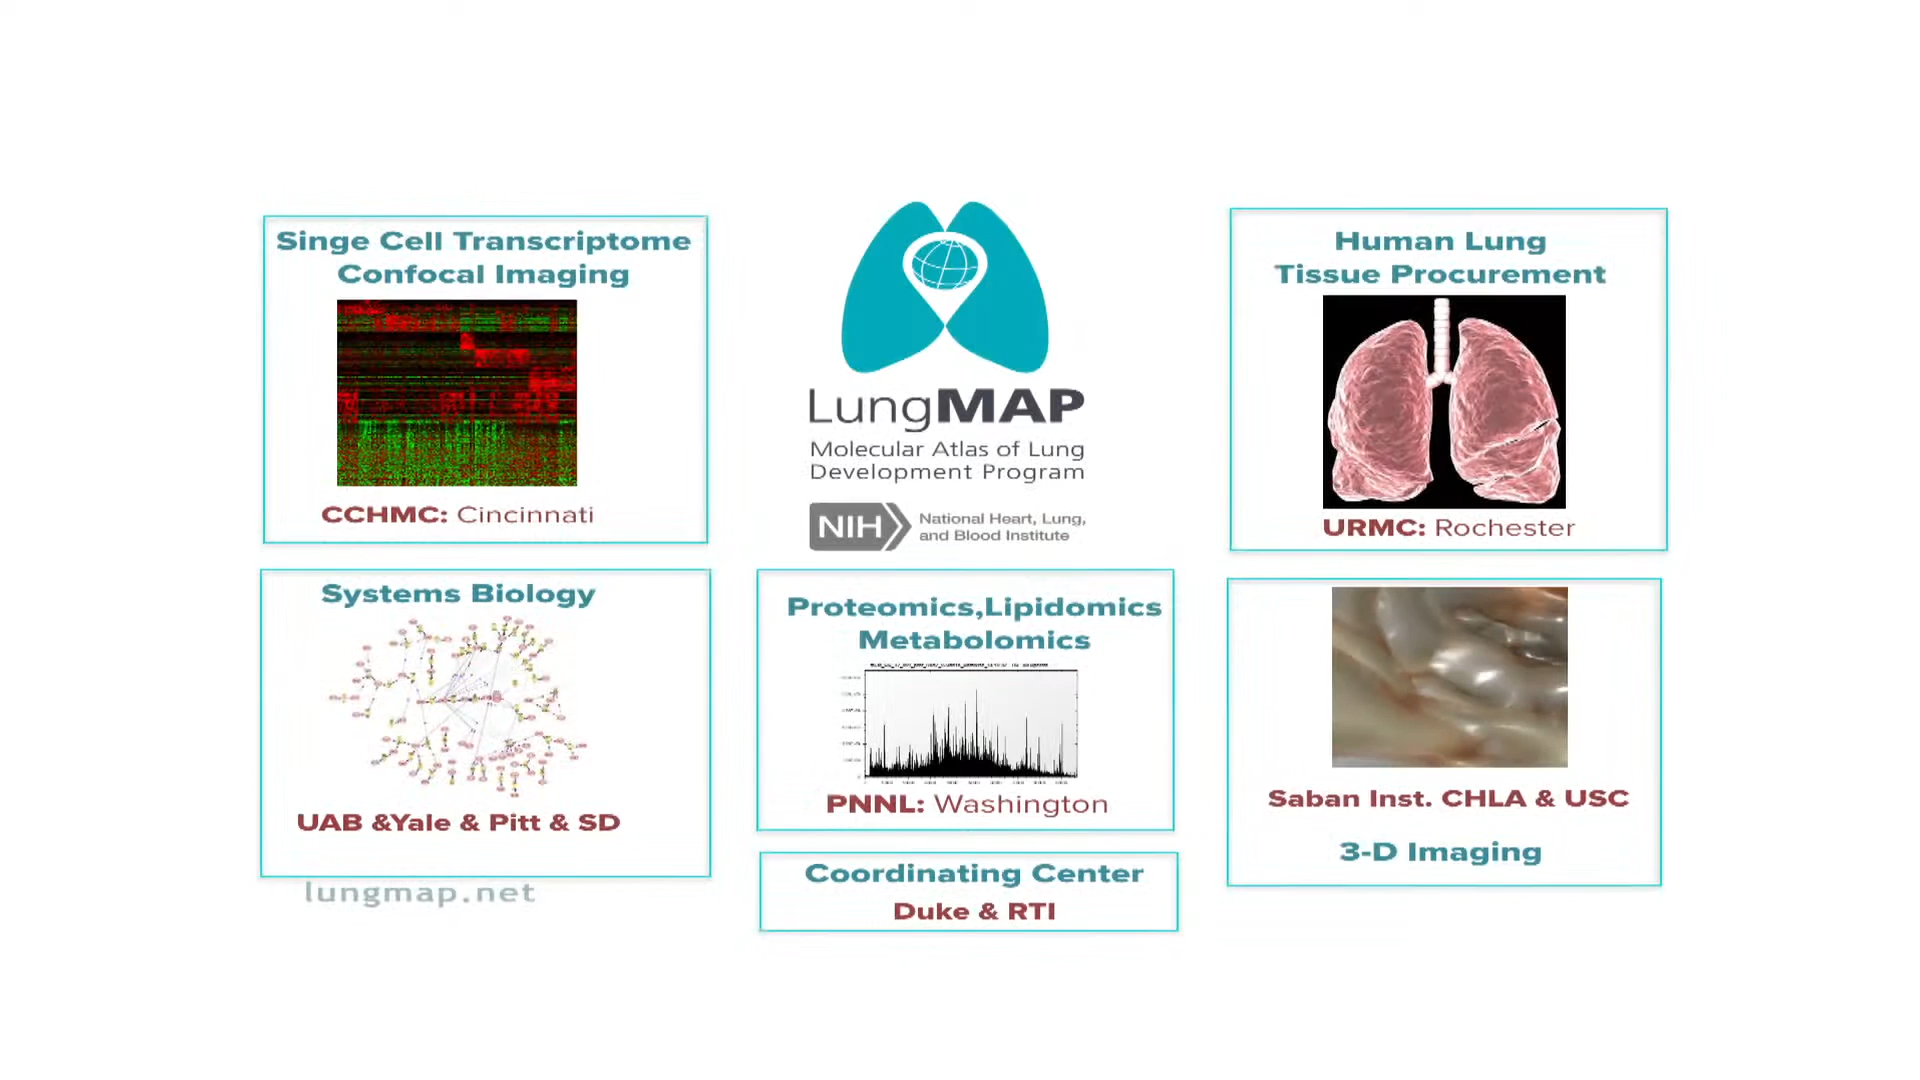 Singe Cell Transcriptome
Confocal Imaging
CCHMC: Cincinnati
LungMAP
Molecular Atlas of Lung
Development Program
NIH
National Heart, Lung,
and Blood Institute
Human Lung
Tissue Procurement
URMC: Rochester
Systems Biology
UAB &Yale & Pitt & SD
lungmap.net
Proteomics,Lipidomics
Metabolomics
PNNL: Washington
Coordinating Center
Duke & RTI
Saban Inst. CHLA & USC
3-D Imaging